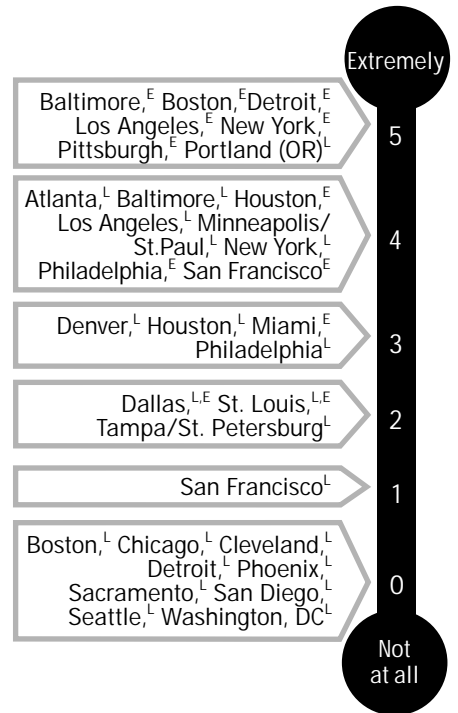 Extremely
Baltimore,ᴱ Boston,ᴱDetroit,ᴱ
Los Angeles,ᴱ New York,ᴱ
Pittsburgh,ᴱ Portland (OR)ᴸ
5
Atlanta,ᴸ Baltimore,ᴸ Houston,ᴱ
Los Angeles,ᴸ Minneapolis/
St.Paul,ᴸ New York,ᴸ
Philadelphia,ᴱ San Franciscoᴱ
4
Denver,ᴸ Houston,ᴸ Miami,ᴱ
Philadelphiaᴸ
3
Dallas,ᴸ,ᴱ St. Louis,ᴸ,ᴱ
Tampa/St. Petersburgᴸ
2
San Franciscoᴸ
1
Boston,ᴸ Chicago,ᴸ Cleveland,ᴸ
Detroit,ᴸ Phoenix,ᴸ
Sacramento,ᴸ San Diego,ᴸ
Seattle,ᴸ Washington, DCᴸ
0
Not
at all